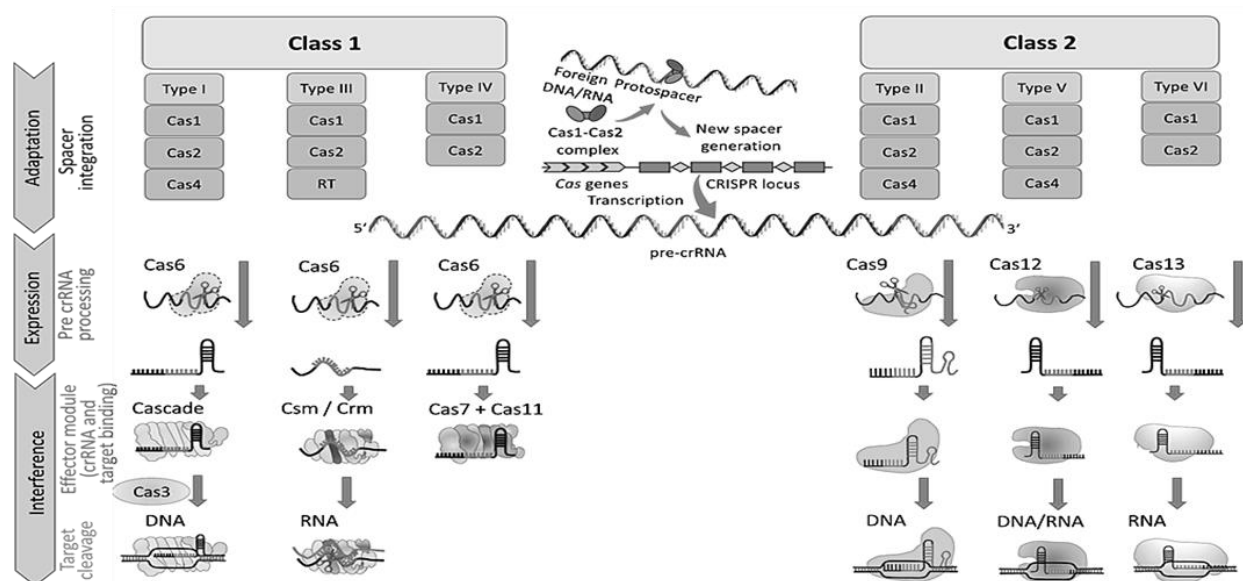 Class 1
Class 2
Adaptation
Spacer
integration
Type I
Type III
Type IV
Cas1
Cas1
Cas1
Cas2
Cas2
Cas2
Cas4
RT
Foreign
DNA/RNA
Protospacer
Cas1-Cas2
complex
New spacer
generation
Cas genes
CRISPR locus
Transcription
Type II
Type V
Type VI
Cas1
Cas1
Cas1
Cas2
Cas2
Cas2
Cas4
Cas4
5'
3'
pre-crRNA
Expression
Pre crRNA
processing
Cas6
Cas6
Cas6
Cas9
Cas12
Cas13
Interference
Effector module
(crRNA and
target binding)
Cascade
Csm / Crm
Cas7 + Cas11
Cas3
Target
cleavage
DNA
RNA
DNA
DNA/RNA
RNA